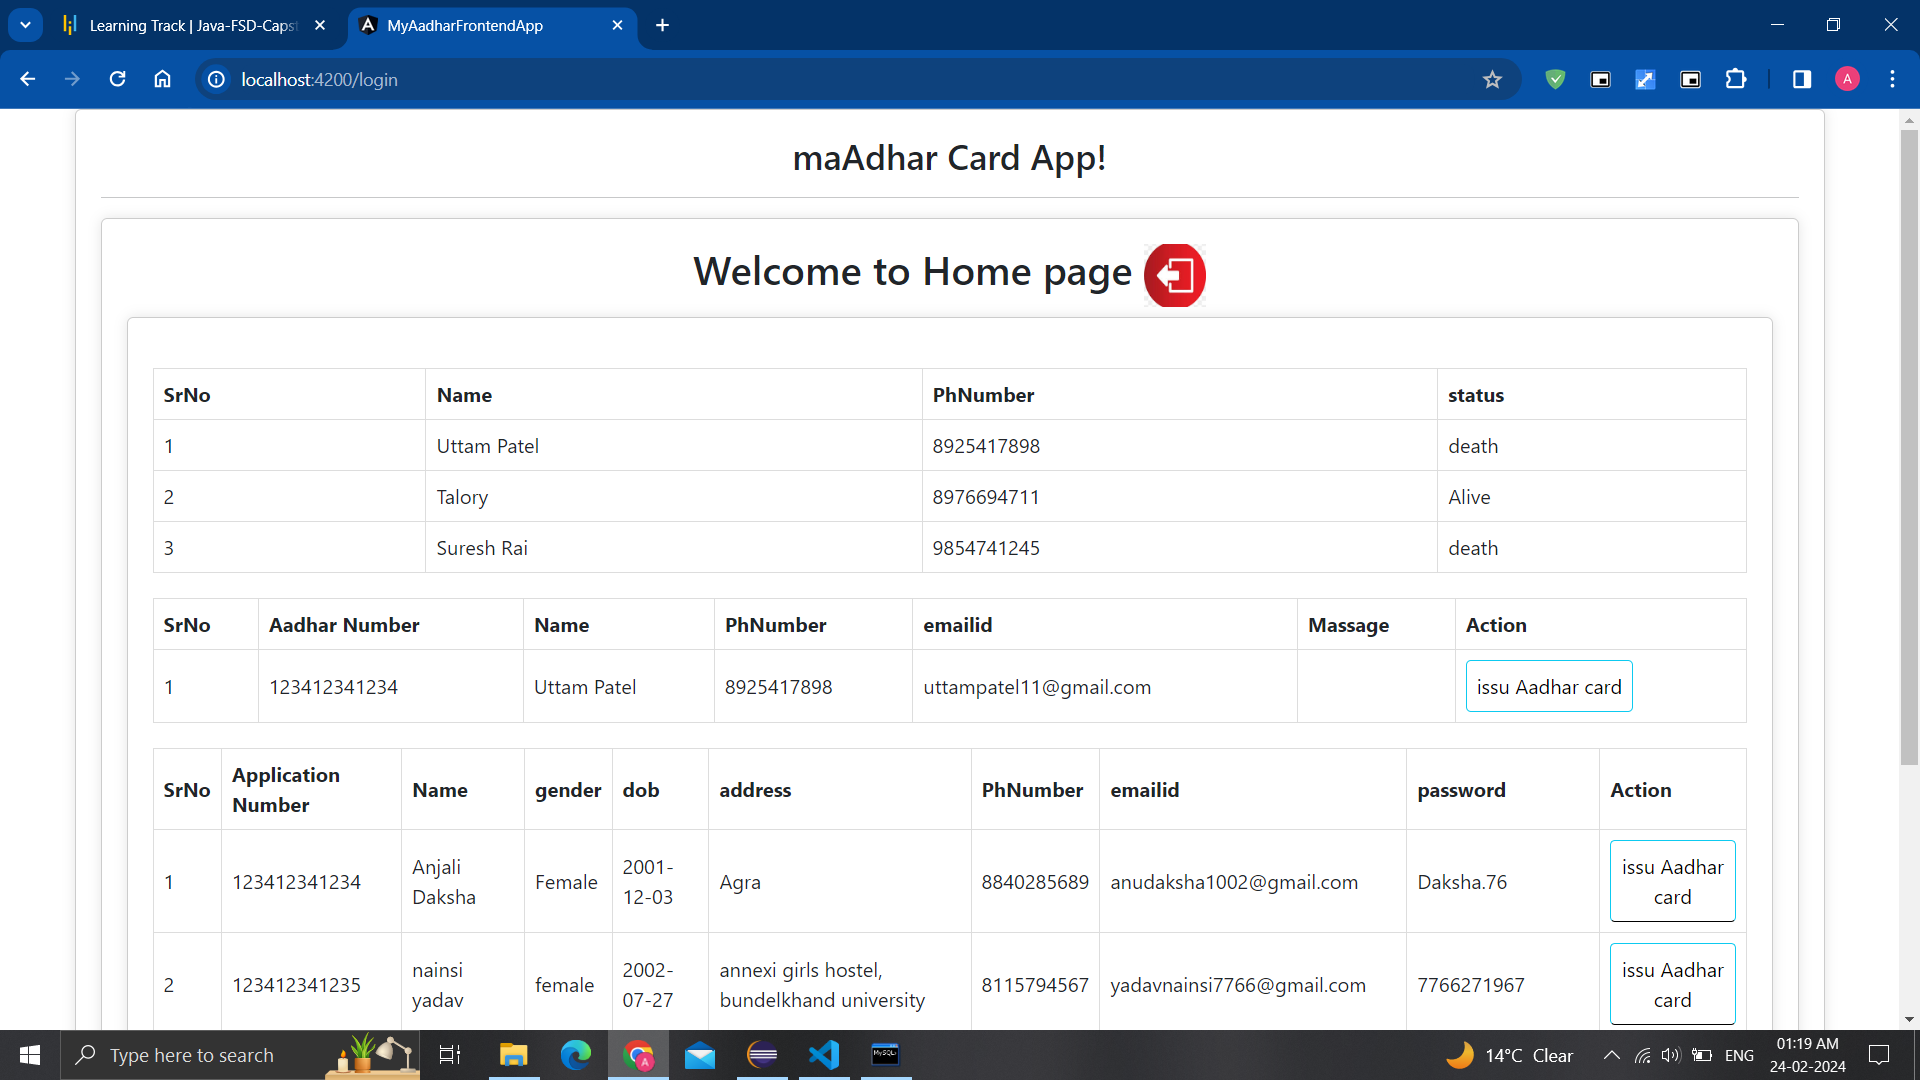 Learning Track | Java-FSD-Capst
MyAadharFrontendApp
localhost:4200/login
A
maAdhar Card App!
Welcome to Home page
SrNo Name PhNumber status
1 Uttam Patel 8925417898 death
2 Talory 8976694711 Alive
3 Suresh Rai 9854741245 death
SrNo Aadhar Number Name PhNumber emailid Massage Action
1 123412341234 Uttam Patel 8925417898 uttampatel11@gmail.com issu Aadhar card
SrNo Application Number Name gender dob address PhNumber emailid password Action
1 123412341234 Anjali Daksha Female 2001-12-03 Agra 8840285689 anudaksha1002@gmail.com Daksha.76 issu Aadhar card
2 123412341235 nainsi yadav female 2002-07-27 annexi girls hostel, bundelkhand university 8115794567 yadavnainsi7766@gmail.com 7766271967 issu Aadhar card
Type here to search
A
MySQL
14°C Clear
ENG
01:19 AM
24-02-2024